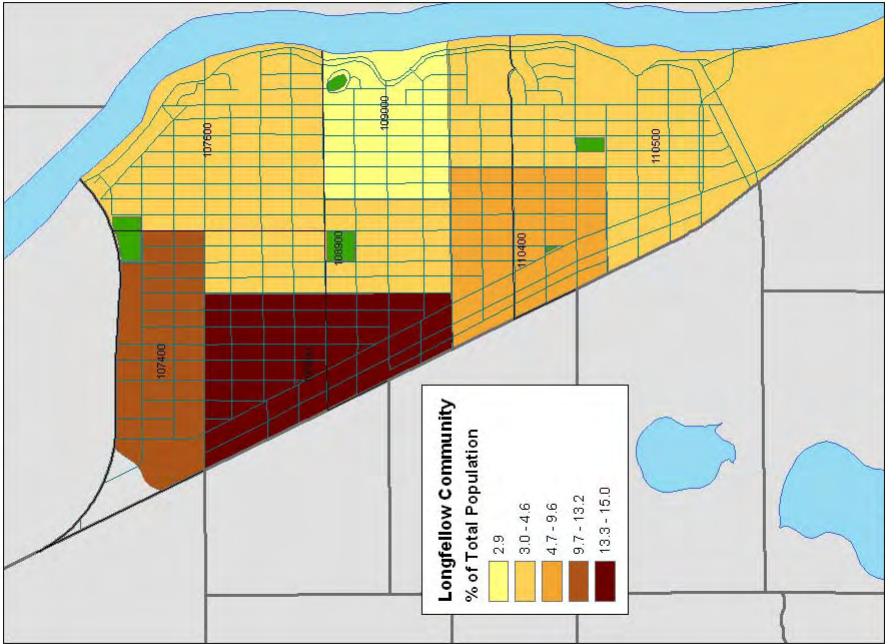 107600
109000
110500
108900
110400
107400
Longfellow Community
% of Total Population
2.9
3.0 - 4.6
4.7 - 9.6
9.7 - 13.2
13.3 - 15.0